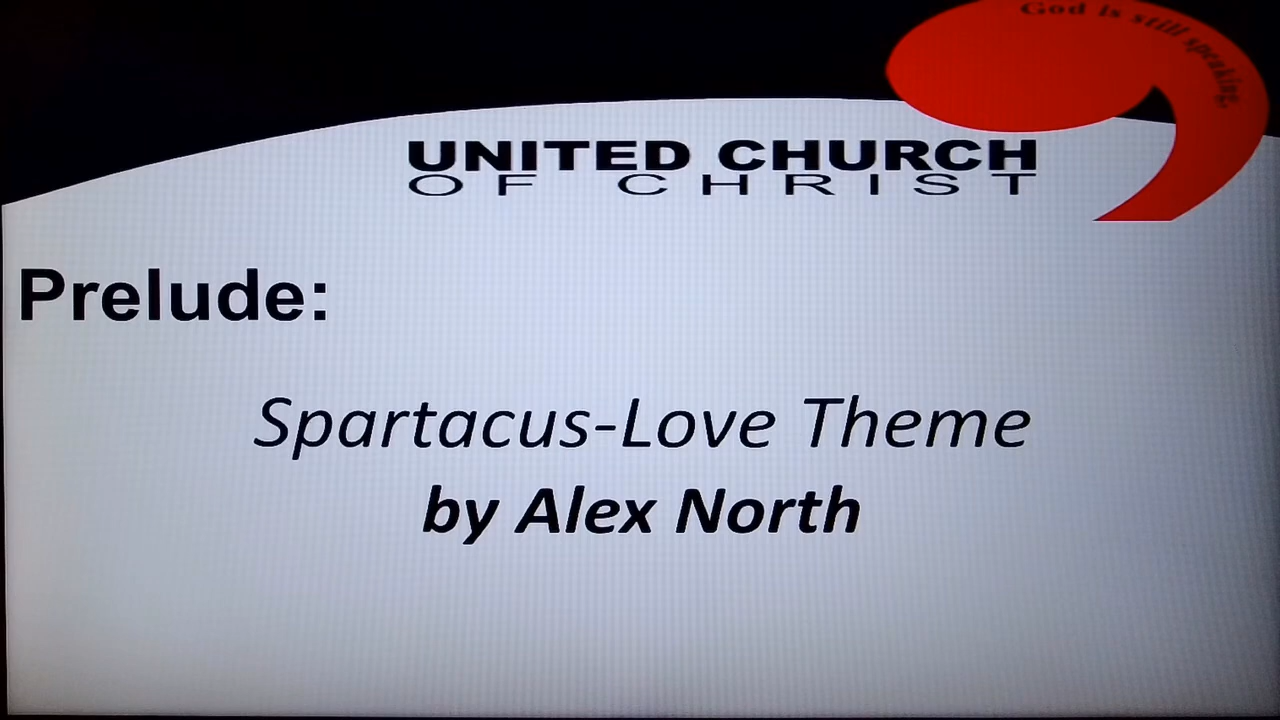 God is still speaking,
UNITED CHURCH
OF CHRIST
Prelude:
Spartacus-Love Theme
by Alex North